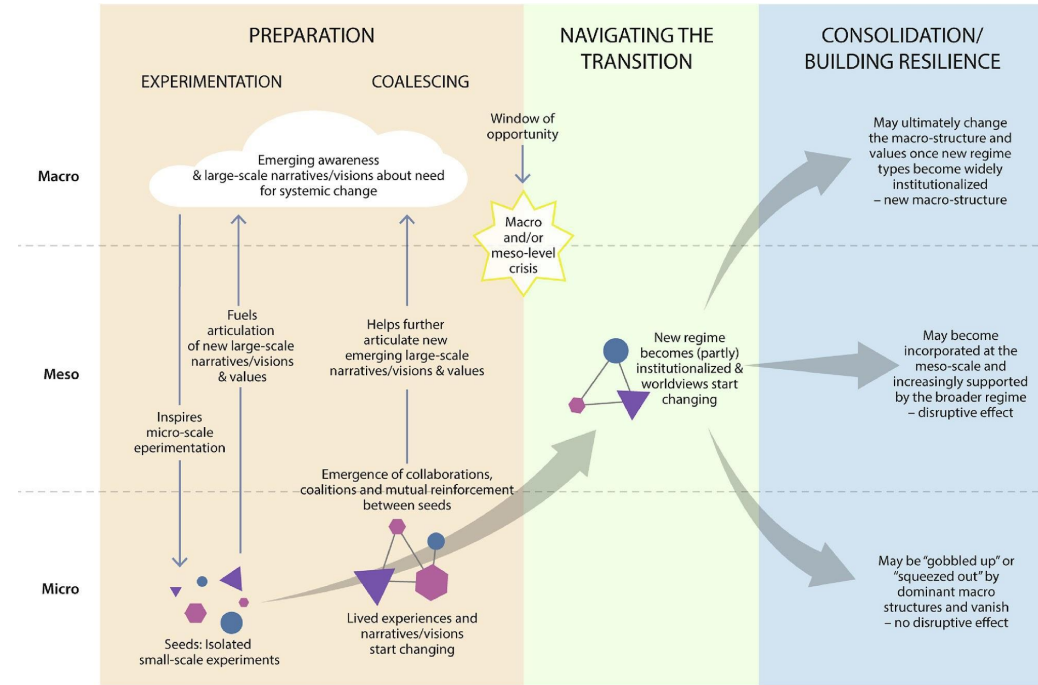 PREPARATION
NAVIGATING THE
TRANSITION
CONSOLIDATION/
BUILDING RESILIENCE
EXPERIMENTATION
COALESCING
Macro
Emerging awareness
& large-scale narratives/visions about need
for systemic change
Window of
opportunity
Macro
and/or
meso-level
crisis
May ultimately change
the macro-structure and
values once new regime
types become widely
institutionalized
– new macro-structure
Meso
Inspires
micro-scale
eperimentation
Fuels
articulation
of new large-scale
narratives/visions
& values
Helps further
articulate new
emerging large-scale
narratives/visions & values
New regime
becomes (partly)
institutionalized &
worldviews start
changing
May become
incorporated at the
meso-scale and
increasingly supported
by the broader regime
– disruptive effect
Micro
Emergence of collaborations,
coalitions and mutual reinforcement
between seeds
Seeds: Isolated
small-scale experiments
Lived experiences and
narratives/visions
start changing
May be “gobbled up” or
“squeezed out” by
dominant macro
structures and vanish
– no disruptive effect